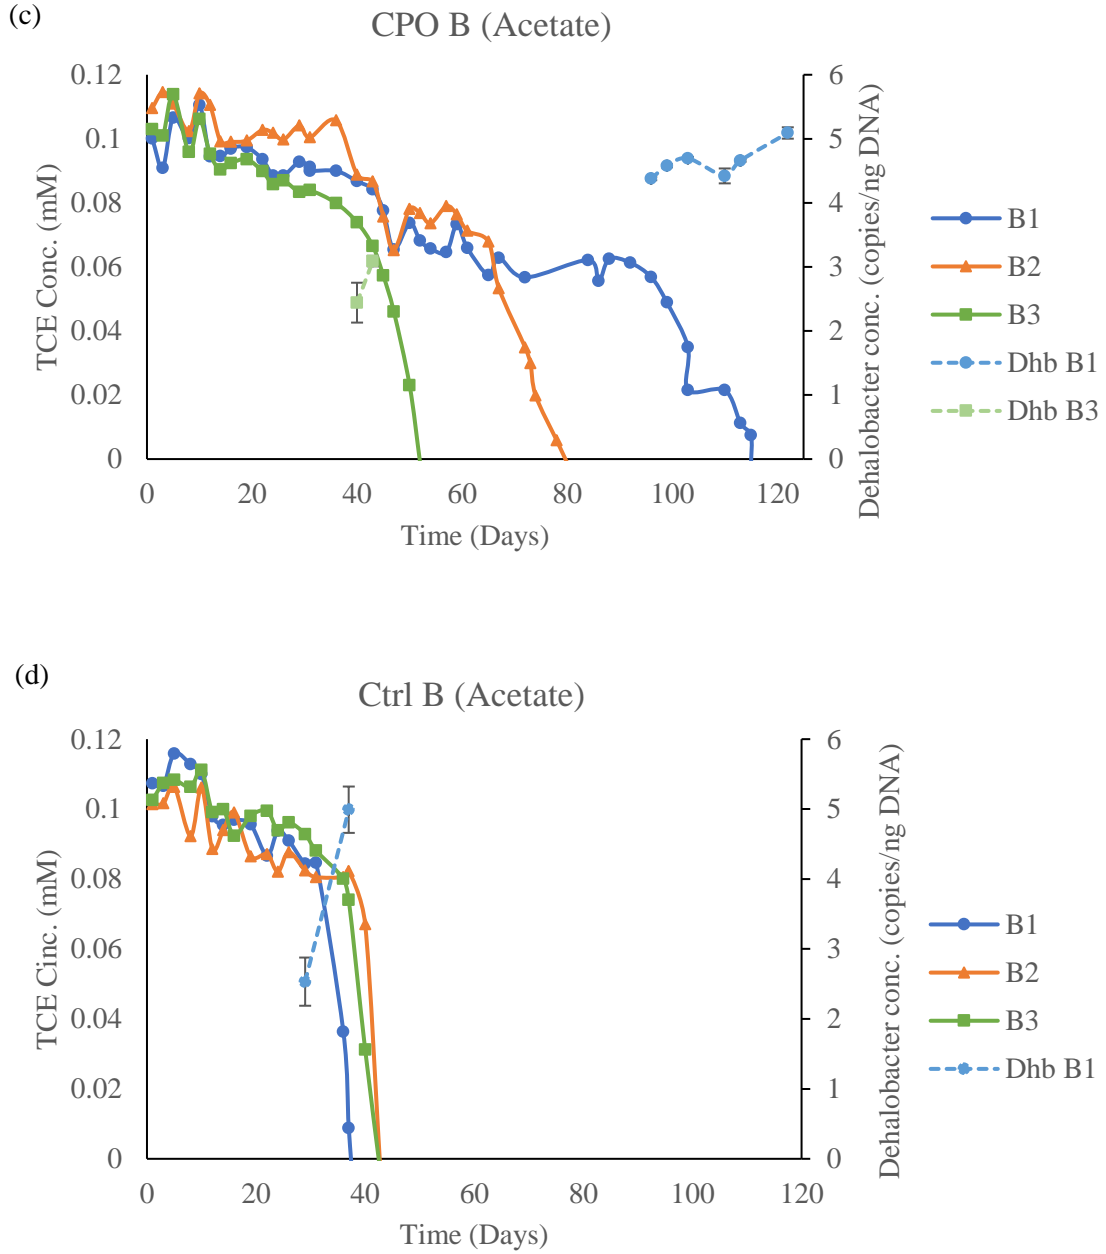 (c)
CPO B (Acetate)
0.12
0.1
0.08
0.06
0.04
0.02
0
TCE Conc. (mM)
0 20 40 60 80 100 120
Time (Days)
6
5
4
3
2
1
0
Dehalobacter conc. (copies/ng DNA)
B1
B2
B3
Dhb B1
Dhb B3
(d)
Ctrl B (Acetate)
0.12
0.1
0.08
0.06
0.04
0.02
0
TCE Cinc. (mM)
0 20 40 60 80 100 120
Time (Days)
6
5
4
3
2
1
0
Dehalobacter conc. (copies/ng DNA)
B1
B2
B3
Dhb B1